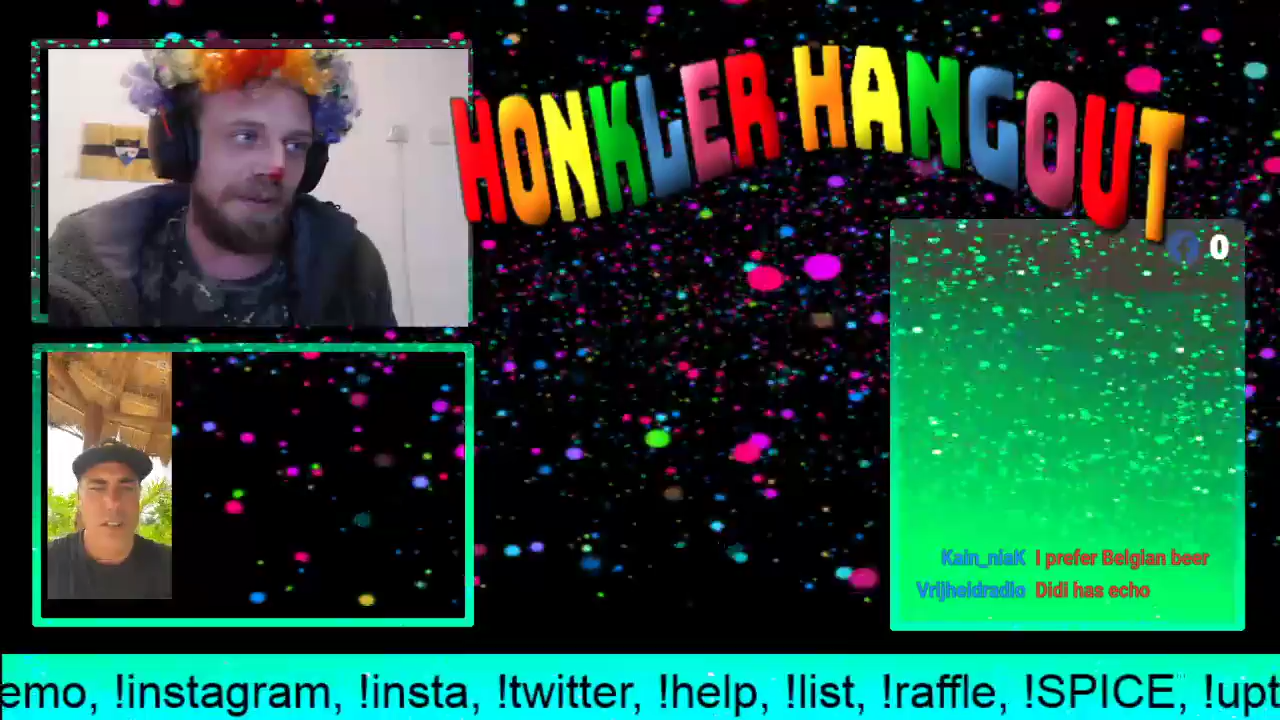 HONKLER HANGOUT
0
Kain_niaK I prefer Belgian beer
Vrijheidradio Didi has echo
emo, !instagram, !insta, !twitter, !help, !list, !raffle, !SPICE, !upt